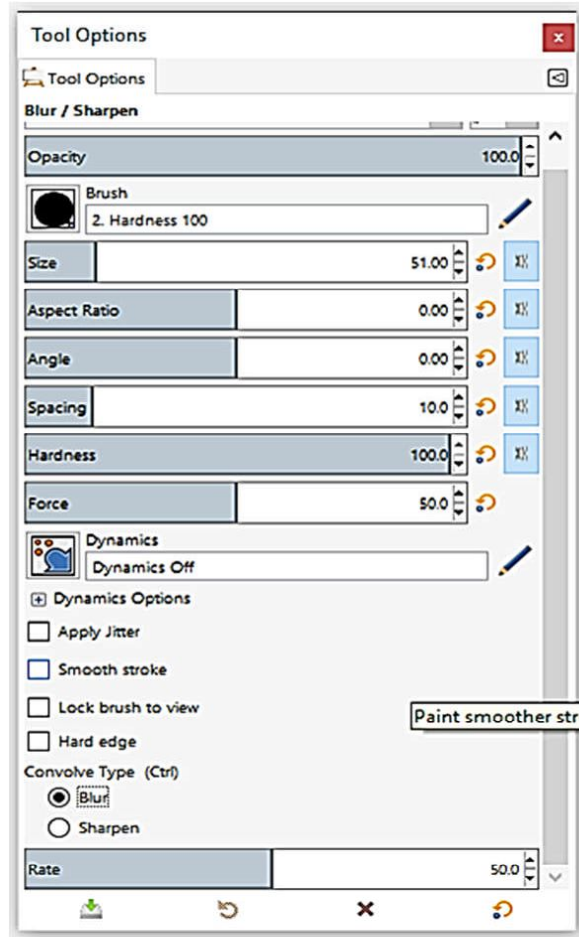 Tool Options
Tool Options
Blur / Sharpen
Opacity 100.0
Brush
2. Hardness 100
Size 51.00
Aspect Ratio 0.00
Angle 0.00
Spacing 10.0
Hardness 100.0
Force 50.0
Dynamics
Dynamics Off
Dynamics Options
Apply Jitter
Smooth stroke
Lock brush to view
Paint smoother str
Hard edge
Convolve Type (Ctrl)
Blur
Sharpen
Rate 50.0